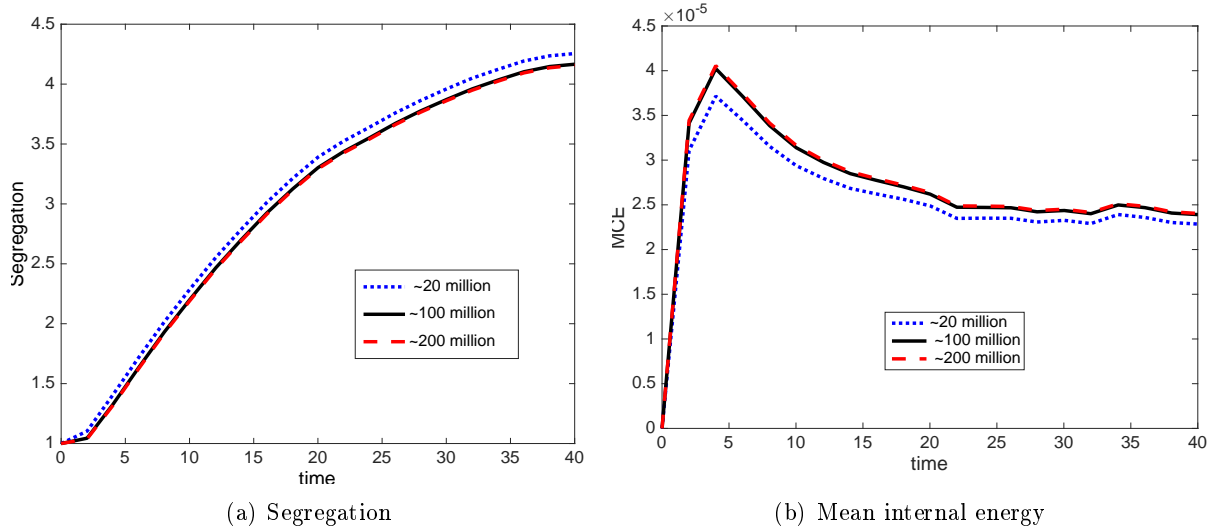 4.5
4
3.5
3
2.5
2
1.5
1
Segregation
~20 million
~100 million
~200 million
0 5 10 15 20 25 30 35 40
time
(a) Segregation
×10-5
4.5
4
3.5
3
2.5
2
1.5
1
0.5
0
MCE
~20 million
~100 million
~200 million
0 5 10 15 20 25 30 35 40
time
(b) Mean internal energy